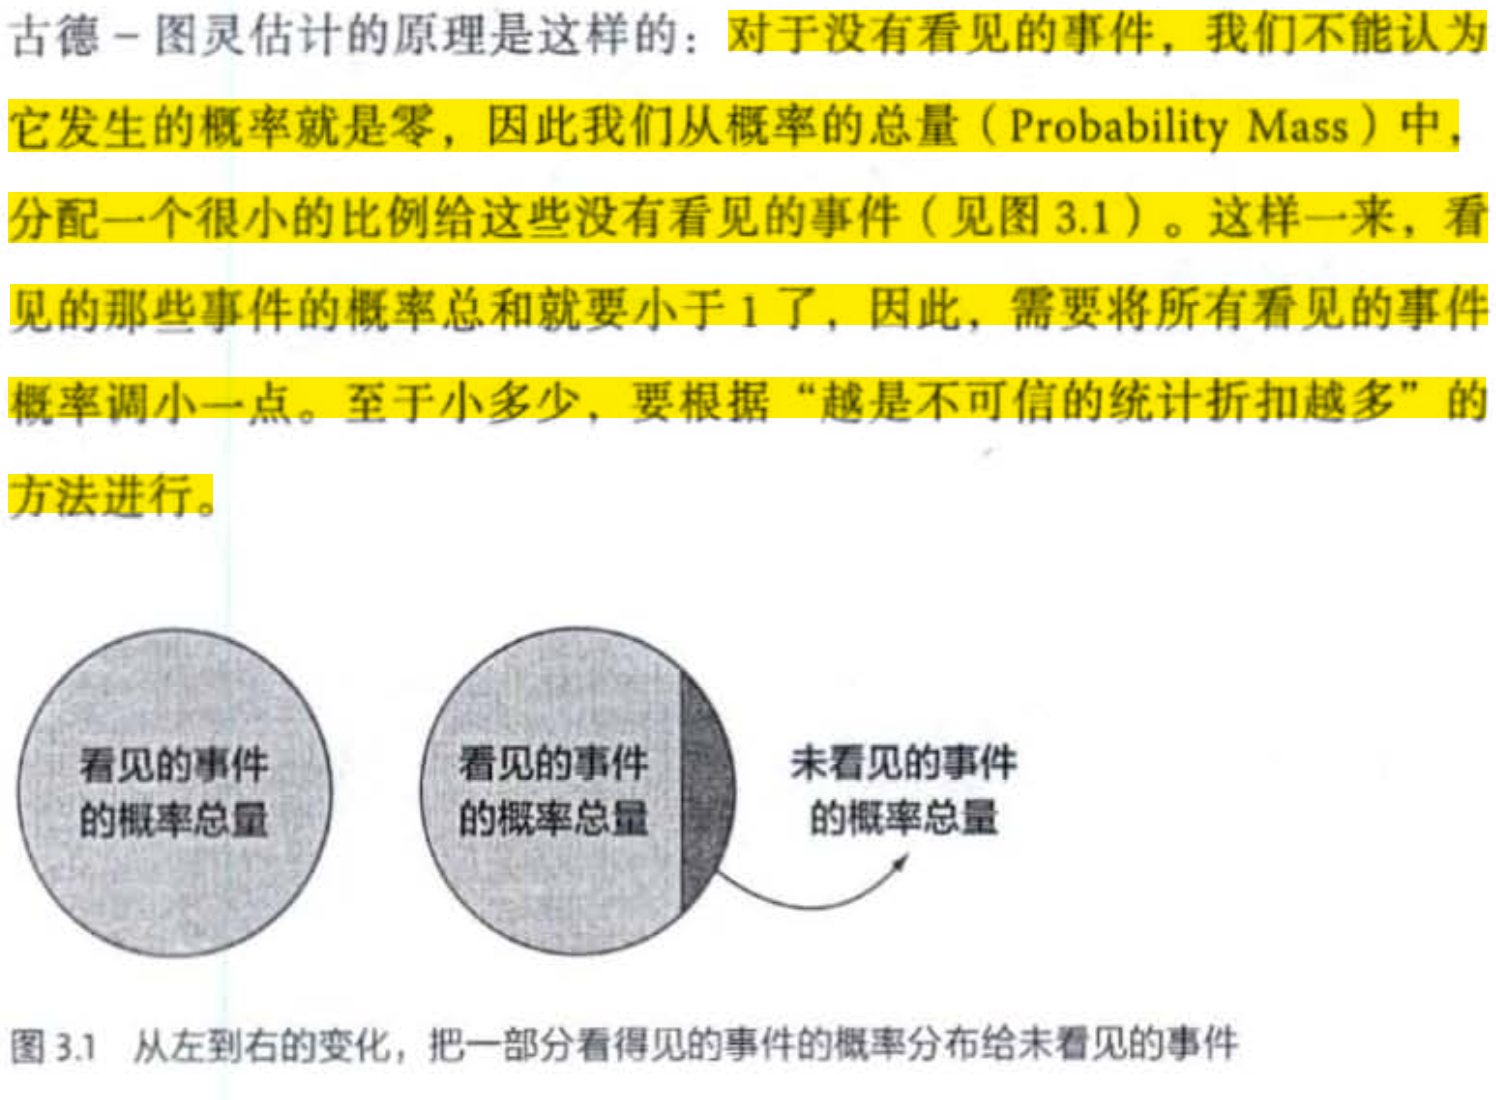 古德－图灵估计的原理是这样的：对于没有看见的事件，我们不能认为
它发生的概率就是零，因此我们从概率的总量（Probability Mass）中，
分配一个很小的比例给这些没有看见的事件（见图 3.1）。这样一来，看
见的那些事件的概率总和就要小于 1 了，因此，需要将所有看见的事件
概率调小一点。至于小多少，要根据“越是不可信的统计折扣越多”的
方法进行。
看见的事件
的概率总量
看见的事件
的概率总量
未看见的事件
的概率总量
图 3.1 从左到右的变化，把一部分看得见的事件的概率分布给未看见的事件